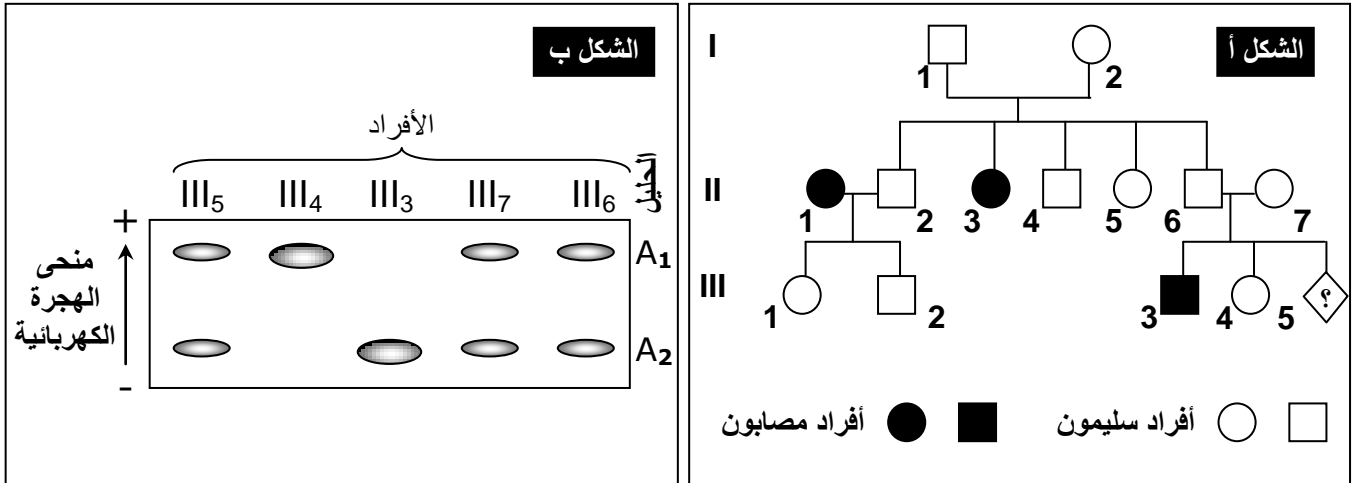 الشكل أ
I
1 2
II
1 2 3 4 5 6 7
III
1 2 3 4 5 ؟
أفراد سليمون
أفراد مصابون
الشكل ب
الأفراد
الحليل
III5 III4 III3 III7 III6
+
A1
منحى
الهجرة
الكهربائية
A2
-